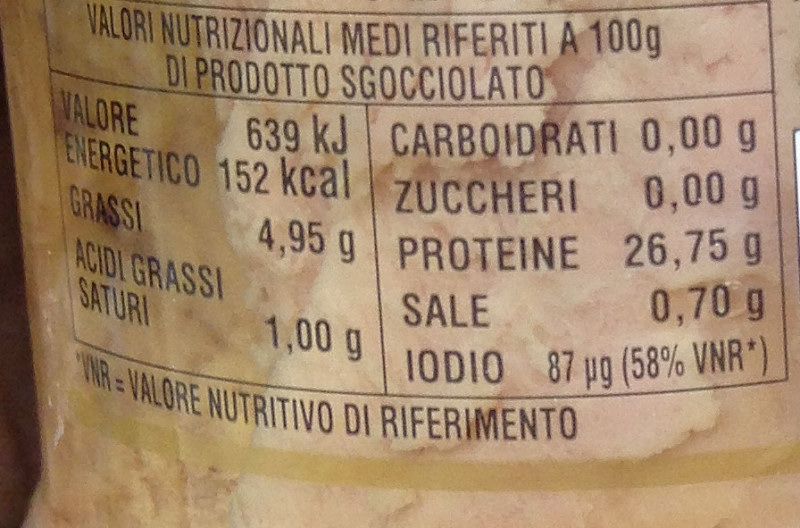 VALORI NUTRIZIONALI MEDI RIFERITI A 100g
DI PRODOTTO SGOCCIOLATO
VALORE
ENERGETICO
639 kJ
152 kcal
GRASSI
4,95 g
ACIDI GRASSI
SATURI
1,00 g
CARBOIDRATI 0,00 g
ZUCCHERI 0,00 g
PROTEINE 26,75 g
SALE 0,70 g
IODIO 87 µg (58% VNR*)
*VNR = VALORE NUTRITIVO DI RIFERIMENTO